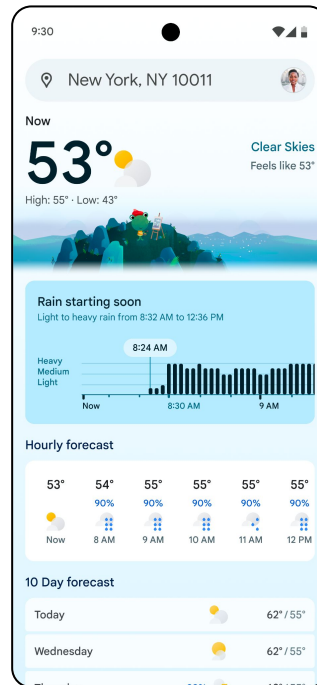 9:30
New York, NY 10011
Now
53°
Clear Skies
Feels like 53°
High: 55° · Low: 43°
Rain starting soon
Light to heavy rain from 8:32 AM to 12:36 PM
8:24 AM
Heavy
Medium
Light
Now 8:30 AM 9 AM
Hourly forecast
53° 54° 55° 55° 55° 55°
90% 90% 90% 90% 90%
Now 8 AM 9 AM 10 AM 11 AM 12 PM
10 Day forecast
Today 62° / 55°
Wednesday 62° / 55°